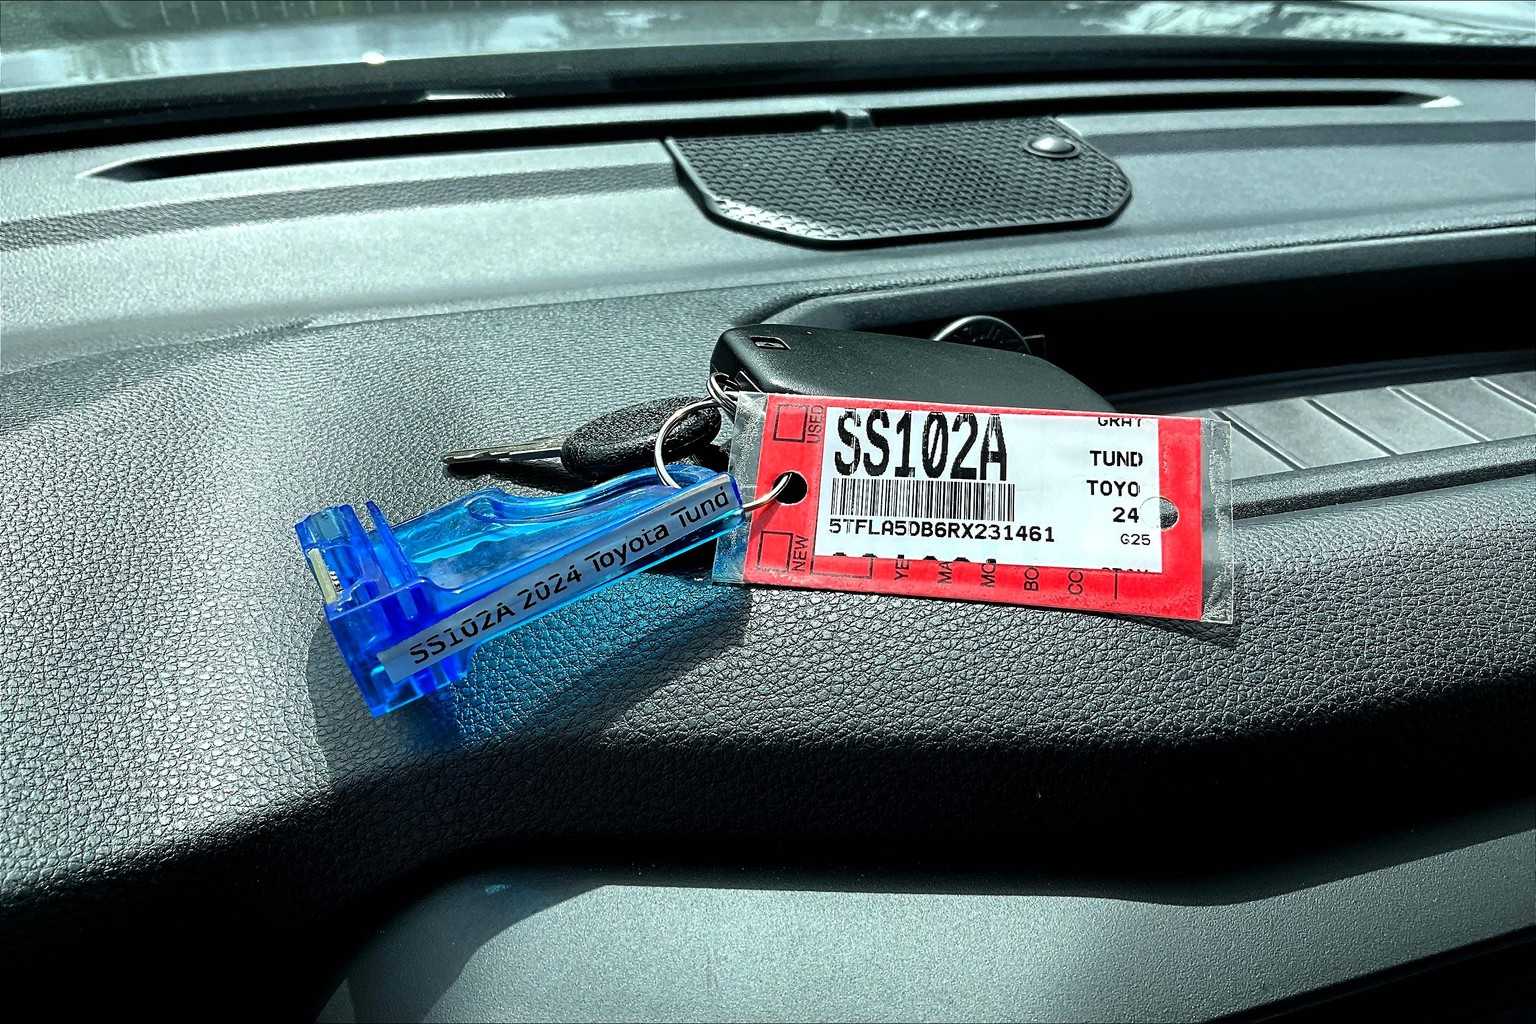 SS102A 2024 Toyota Tund
USED
NEW
SS102A
5TFLA5DB6RX231461
GRAY
TUND
TOYO
24
G25